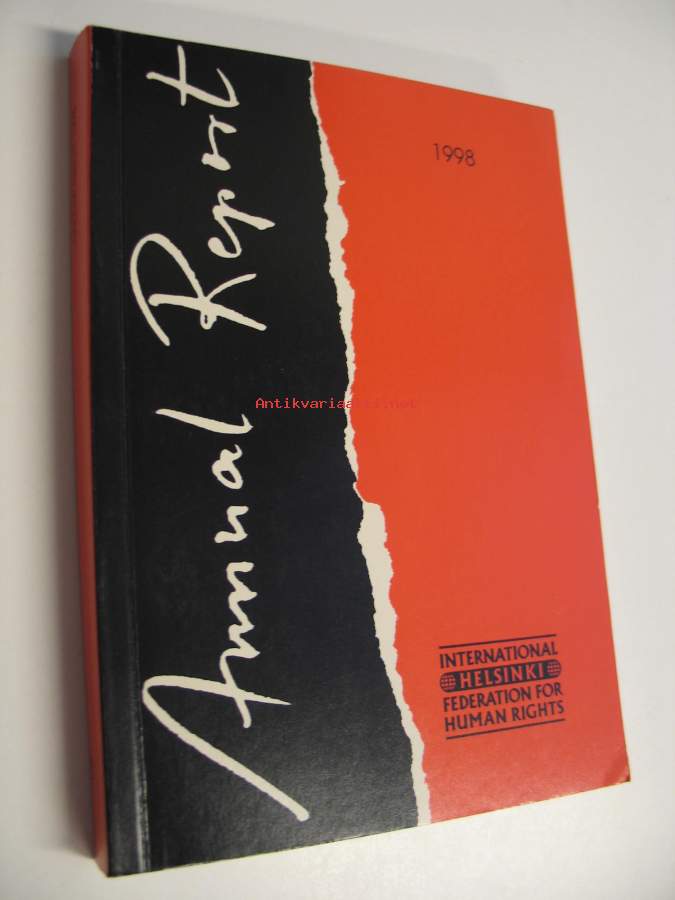 Annual Report
1998
Antikvariaatti.net
INTERNATIONAL
HELSINKI
FEDERATION FOR
HUMAN RIGHTS